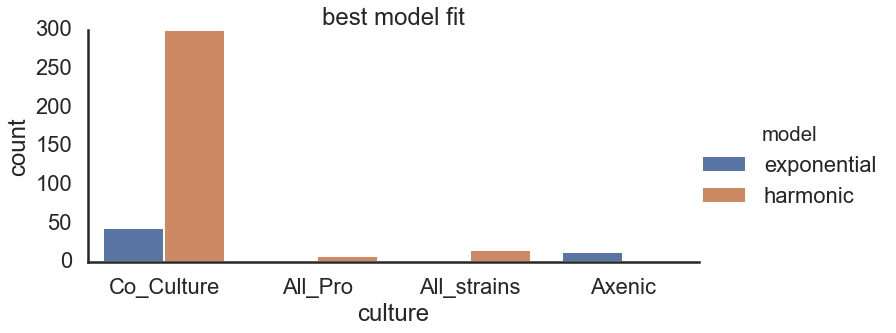 best model fit
300
250
200
150
100
50
0
count
Co_Culture All_Pro All_strains Axenic
culture
model
exponential
harmonic